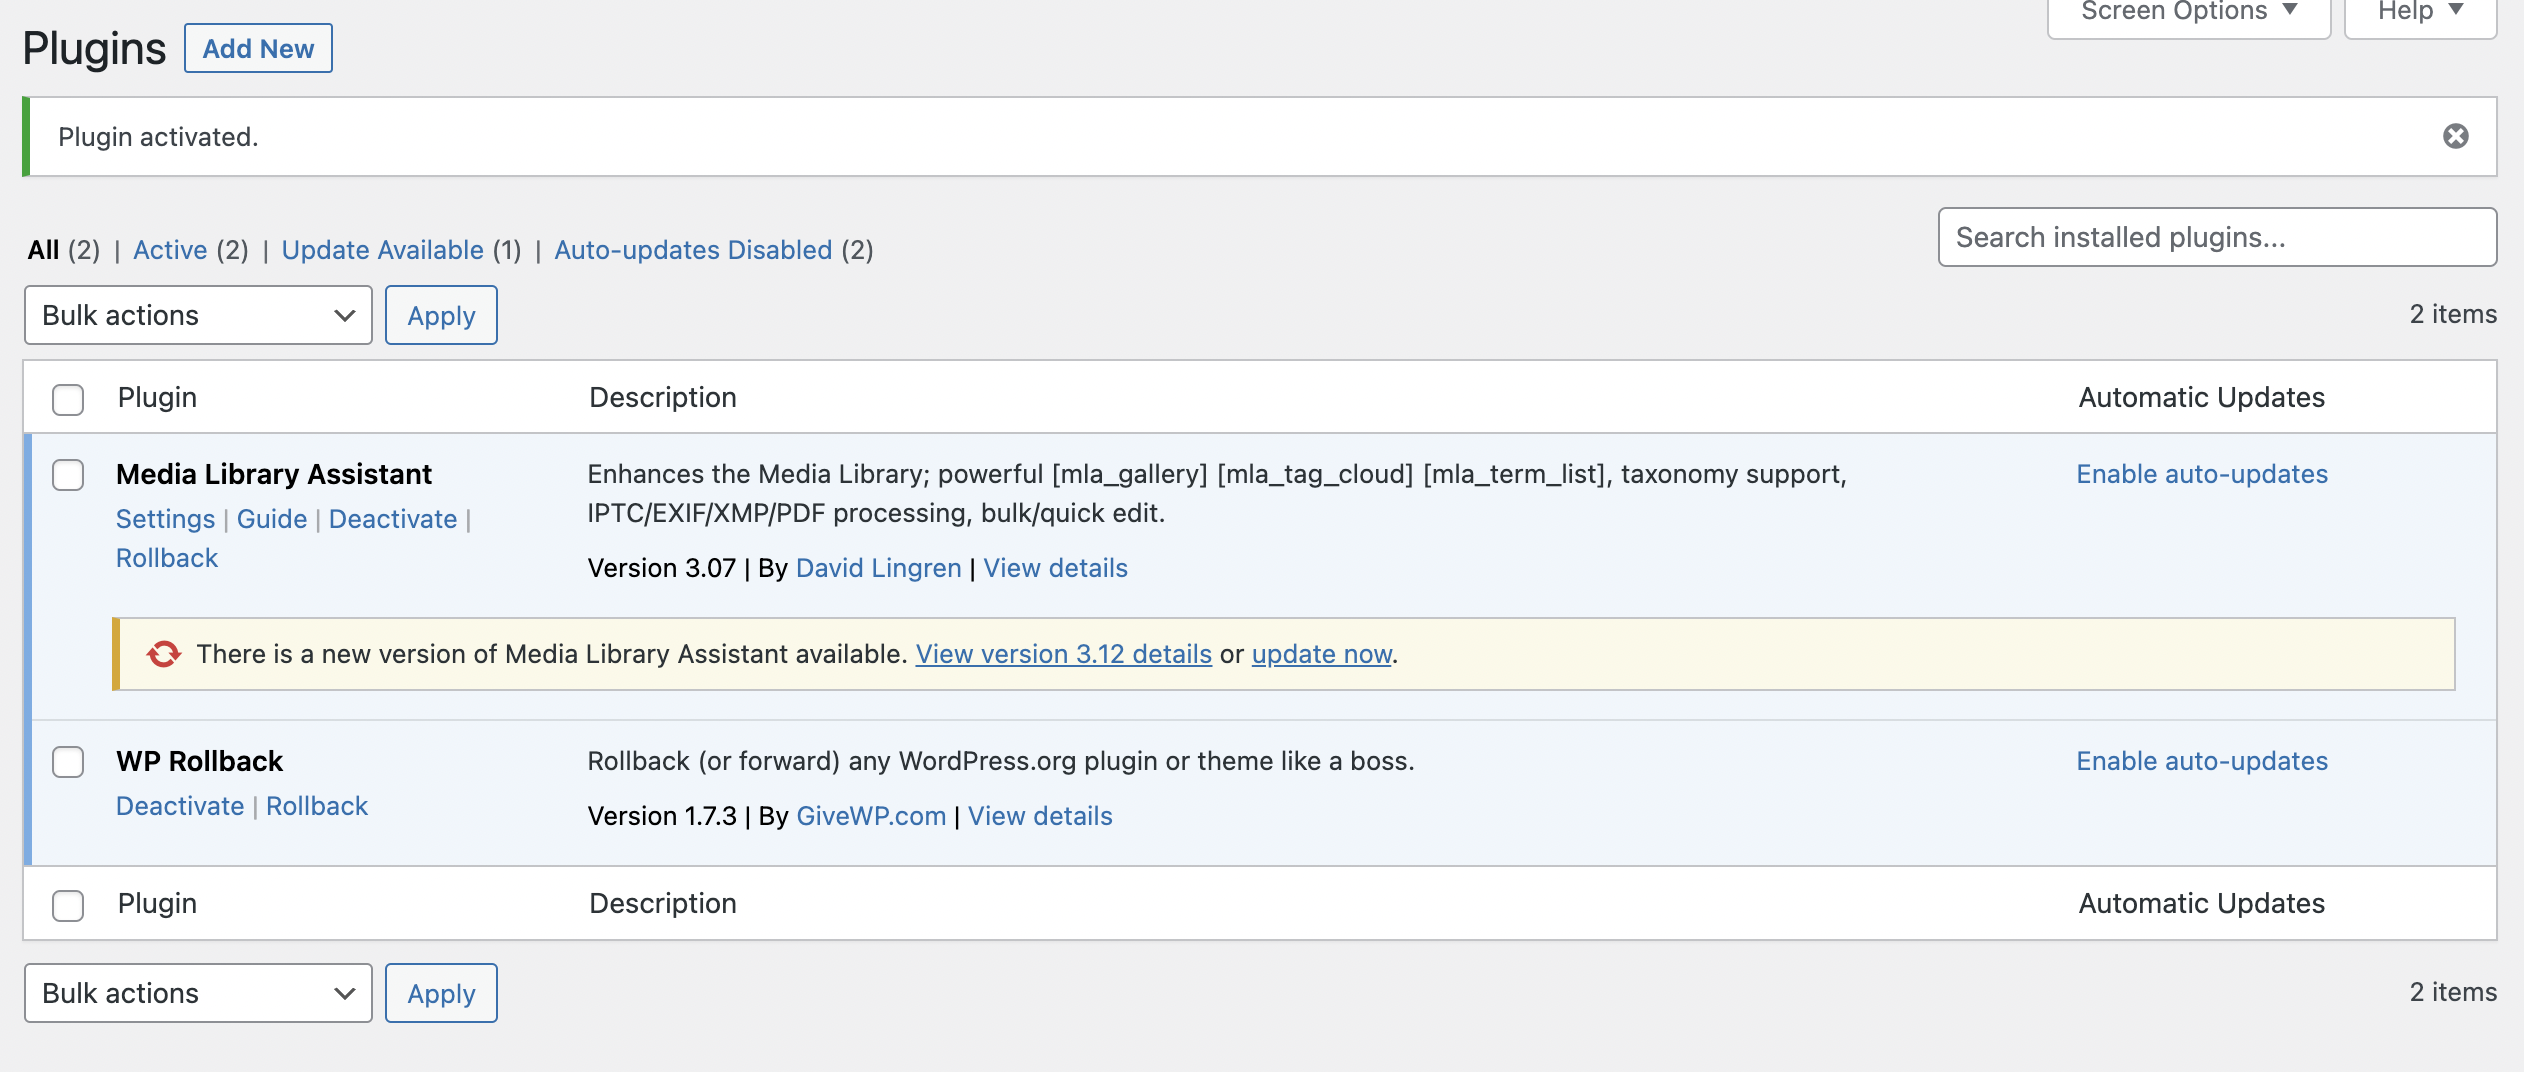 Screen Options ▼
Help ▼
Plugins
Add New
Plugin activated.
All (2) | Active (2) | Update Available (1) | Auto-updates Disabled (2)
Search installed plugins...
Bulk actions
Apply
2 items
Plugin
Description
Automatic Updates
Media Library Assistant
Settings | Guide | Deactivate |
Rollback
Enhances the Media Library; powerful [mla_gallery] [mla_tag_cloud] [mla_term_list], taxonomy support,
IPTC/EXIF/XMP/PDF processing, bulk/quick edit.
Version 3.07 | By David Lingren | View details
Enable auto-updates
There is a new version of Media Library Assistant available. View version 3.12 details or update now.
WP Rollback
Deactivate | Rollback
Rollback (or forward) any WordPress.org plugin or theme like a boss.
Version 1.7.3 | By GiveWP.com | View details
Enable auto-updates
Plugin
Description
Automatic Updates
Bulk actions
Apply
2 items